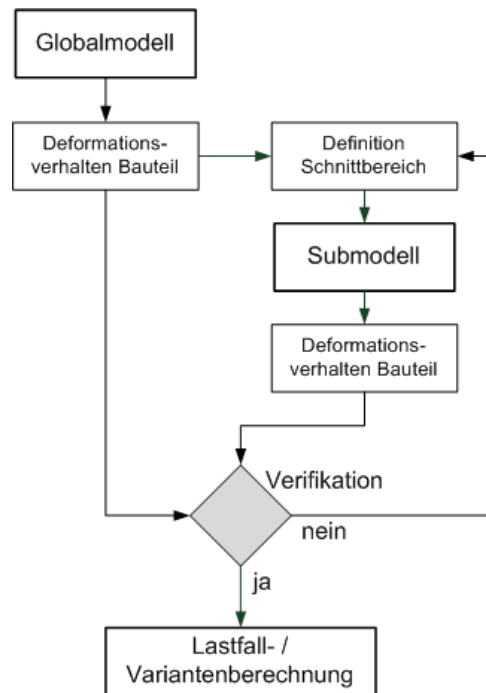 Globalmodell
Deformations-
verhalten Bauteil
Definition
Schnittbereich
Submodell
Deformations-
verhalten Bauteil
Verifikation
nein
ja
Lastfall- /
Variantenberechnung